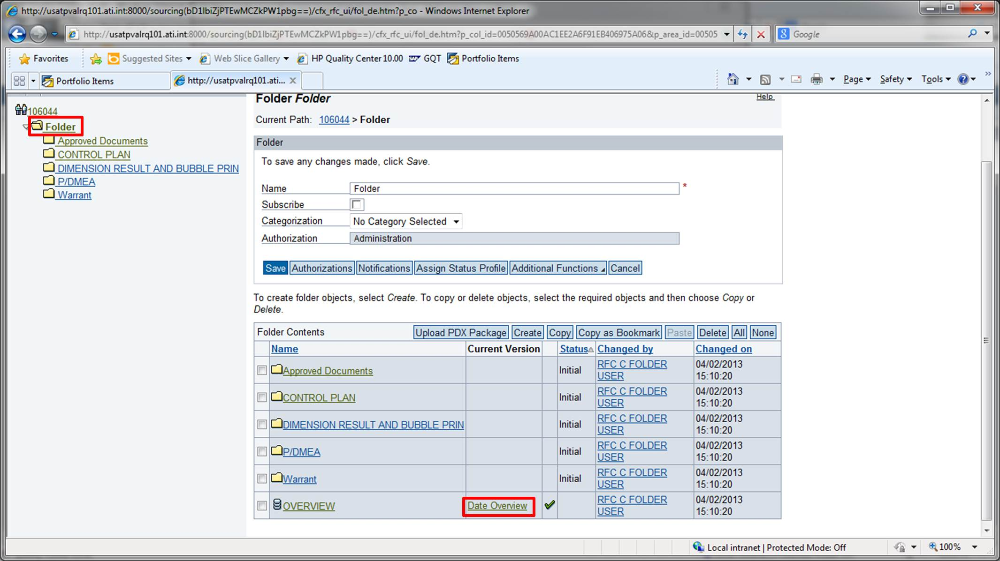 http://usatpvalrq101.ati.int:8000/sourcing(bD1lbiZjPTEwMCZkPW1pbg==)/cfx_rfc_ui/fol_de.htm?p_co - Windows Internet Explorer
http://usatpvalrq101.ati.int:8000/sourcing(bD1lbiZjPTEwMCZkPW1pbg==)/cfx_rfc_ui/fol_de.htm?p_col_id=0050569A00AC1EE2A6F91EB406975A06&p_area_id=00505
Google
Favorites Suggested Sites Web Slice Gallery HP Quality Center 10.00 SAP GQT Portfolio Items
Portfolio Items http://usatpvalrq101.ati... Page Safety Tools
106044
Folder
Approved Documents
CONTROL PLAN
DIMENSION RESULT AND BUBBLE PRIN
P/DMEA
Warrant
Folder Folder Help
Current Path: 106044 > Folder
Folder
To save any changes made, click Save.
Name Folder *
Subscribe
Categorization No Category Selected
Authorization Administration
Save Authorizations Notifications Assign Status Profile Additional Functions Cancel
To create folder objects, select Create. To copy or delete objects, select the required objects and then choose Copy or
Delete.
Folder Contents Upload PDX Package Create Copy Copy as Bookmark Paste Delete All None
Name Current Version Status Changed by Changed on
Approved Documents Initial RFC C FOLDER USER 04/02/2013 15:10:20
CONTROL PLAN Initial RFC C FOLDER USER 04/02/2013 15:10:20
DIMENSION RESULT AND BUBBLE PRIN Initial RFC C FOLDER USER 04/02/2013 15:10:20
P/DMEA Initial RFC C FOLDER USER 04/02/2013 15:10:20
Warrant Initial RFC C FOLDER USER 04/02/2013 15:10:20
OVERVIEW Date Overview RFC C FOLDER USER 04/02/2013 15:10:20
Local intranet | Protected Mode: Off 100%